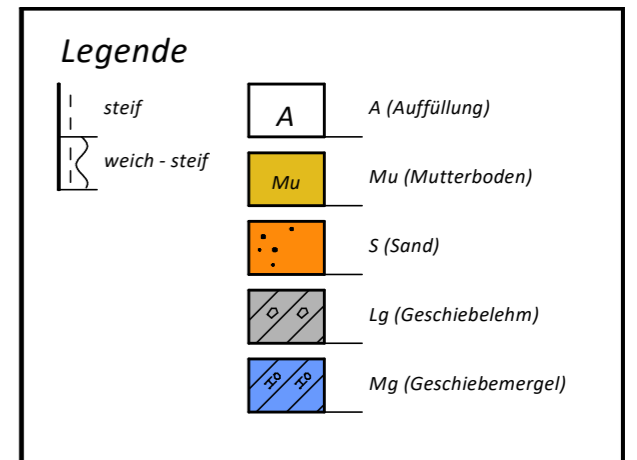 Legende
steif
weich - steif
A
A (Auffüllung)
Mu
Mu (Mutterboden)
S (Sand)
Lg (Geschiebelehm)
Mg (Geschiebemergel)